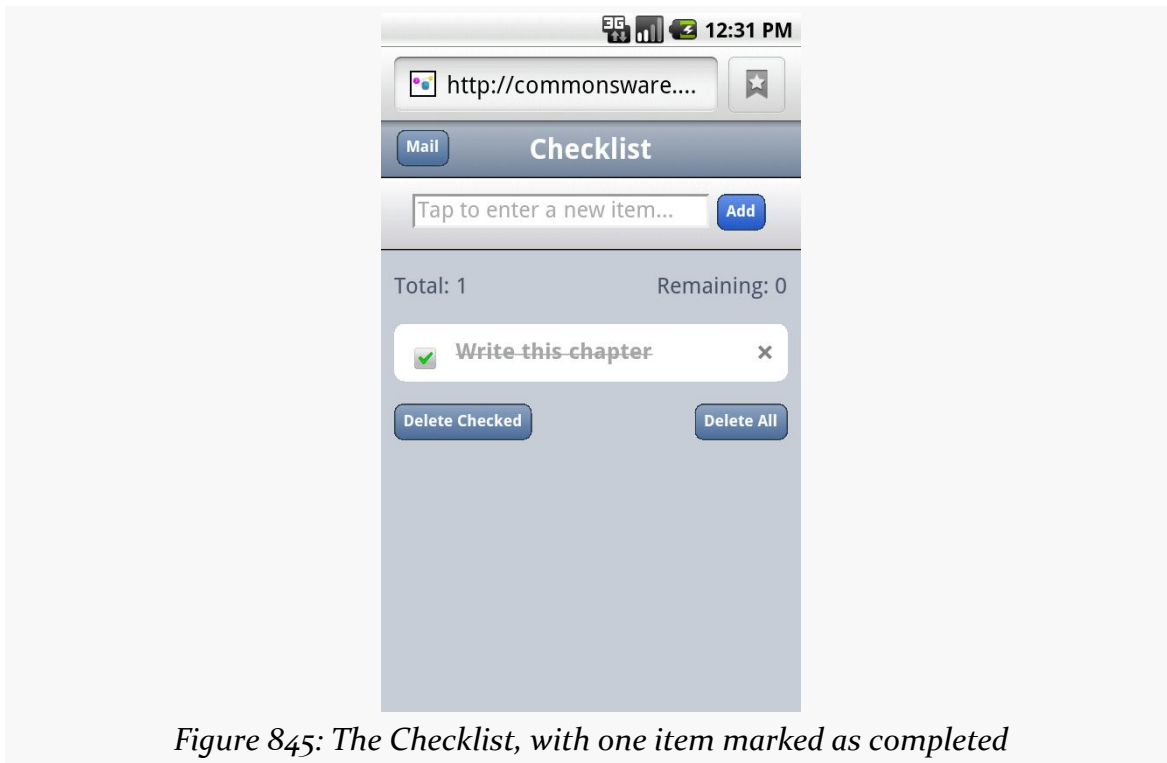 3G 12:31 PM
http://commonsware....
Mail Checklist
Tap to enter a new item... Add
Total: 1 Remaining: 0
Write this chapter ×
Delete Checked Delete All
Figure 845: The Checklist, with one item marked as completed